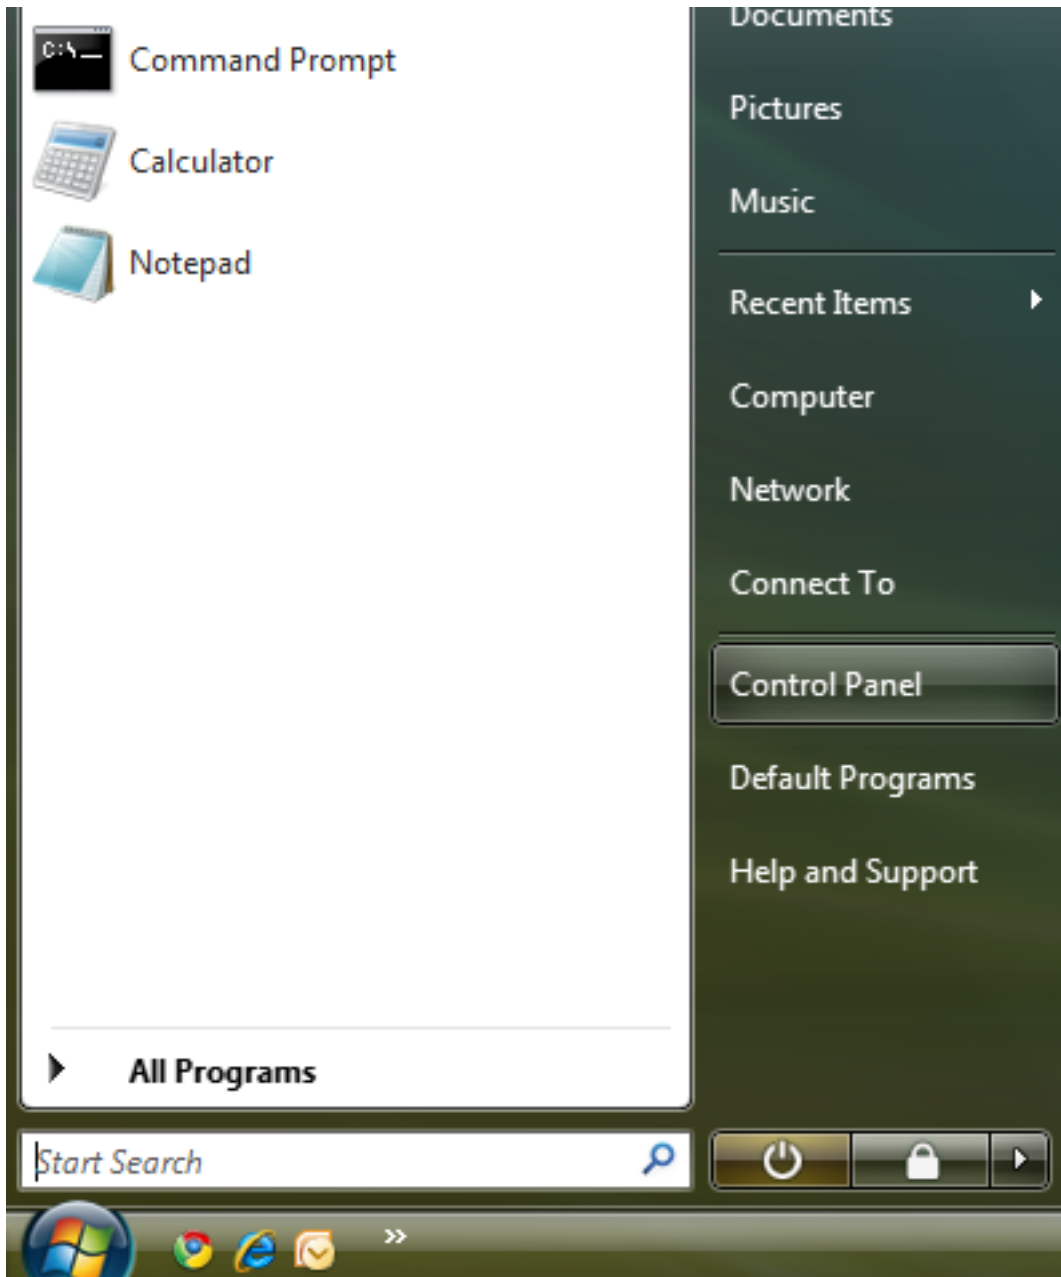 C:\_
Command Prompt
Calculator
Notepad
All Programs
Start Search
Documents
Pictures
Music
Recent Items
Computer
Network
Connect To
Control Panel
Default Programs
Help and Support